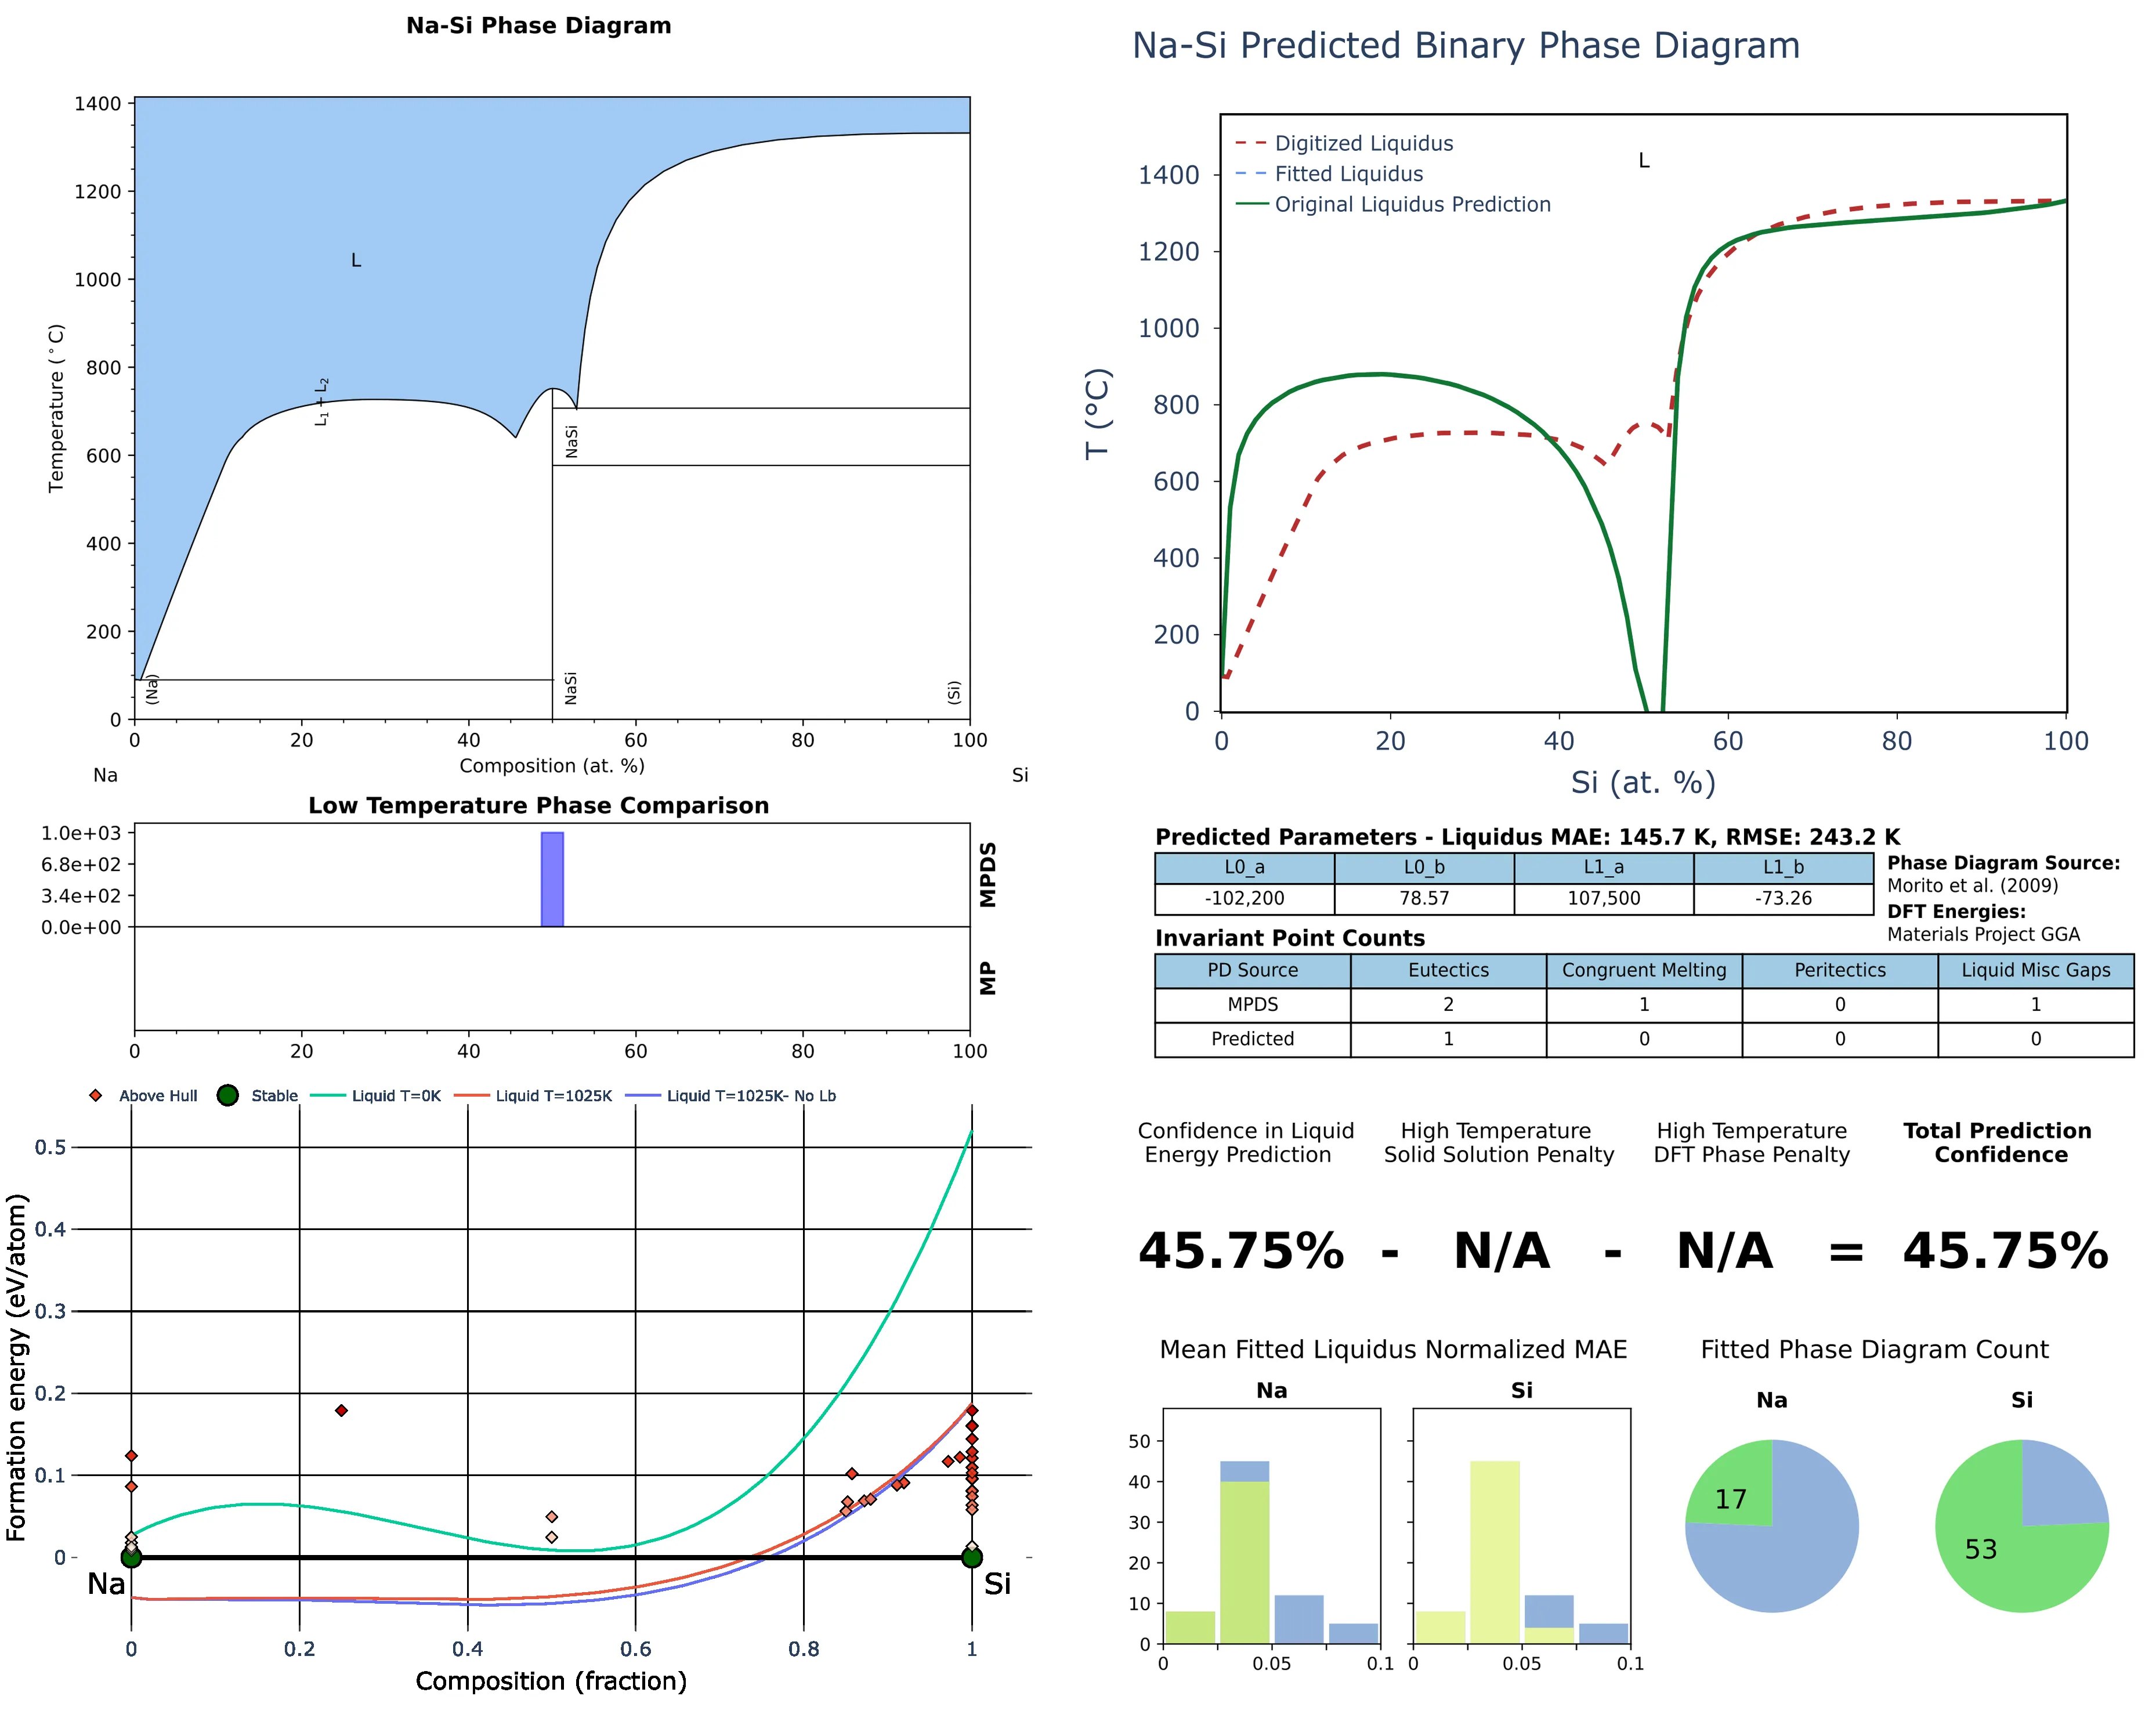 Na-Si Phase Diagram
1400
1200
1000
800
600
400
200
0
Temperature (°C)
L
L1 + L2
NaSi
NaSi
(Na)
(Si)
0 20 40 60 80 100
Composition (at. %)
Na Si
Low Temperature Phase Comparison
1.0e+03
6.8e+02
3.4e+02
0.0e+00
MPDS
MP
0 20 40 60 80 100
Above Hull Stable Liquid T=0K Liquid T=1025K Liquid T=1025K- No Lb
0.5
0.4
0.3
0.2
0.1
0
Formation energy (eV/atom)
Na Si
0 0.2 0.4 0.6 0.8 1
Composition (fraction)
Na-Si Predicted Binary Phase Diagram
Digitized Liquidus
Fitted Liquidus
Original Liquidus Prediction
L
1400
1200
1000
800
600
400
200
0
T (°C)
0 20 40 60 80 100
Si (at. %)
Predicted Parameters - Liquidus MAE: 145.7 K, RMSE: 243.2 K
L0_a L0_b L1_a L1_b
-102,200 78.57 107,500 -73.26
Phase Diagram Source:
Morito et al. (2009)
DFT Energies:
Materials Project GGA
Invariant Point Counts
PD Source Eutectics Congruent Melting Peritectics Liquid Misc Gaps
MPDS 2 1 0 1
Predicted 1 0 0 0
Confidence in Liquid
Energy Prediction
High Temperature
Solid Solution Penalty
High Temperature
DFT Phase Penalty
Total Prediction
Confidence
45.75% - N/A - N/A = 45.75%
Mean Fitted Liquidus Normalized MAE
Na Si
50
40
30
20
10
0
0 0.05 0.1 0 0.05 0.1
Fitted Phase Diagram Count
Na Si
17
53